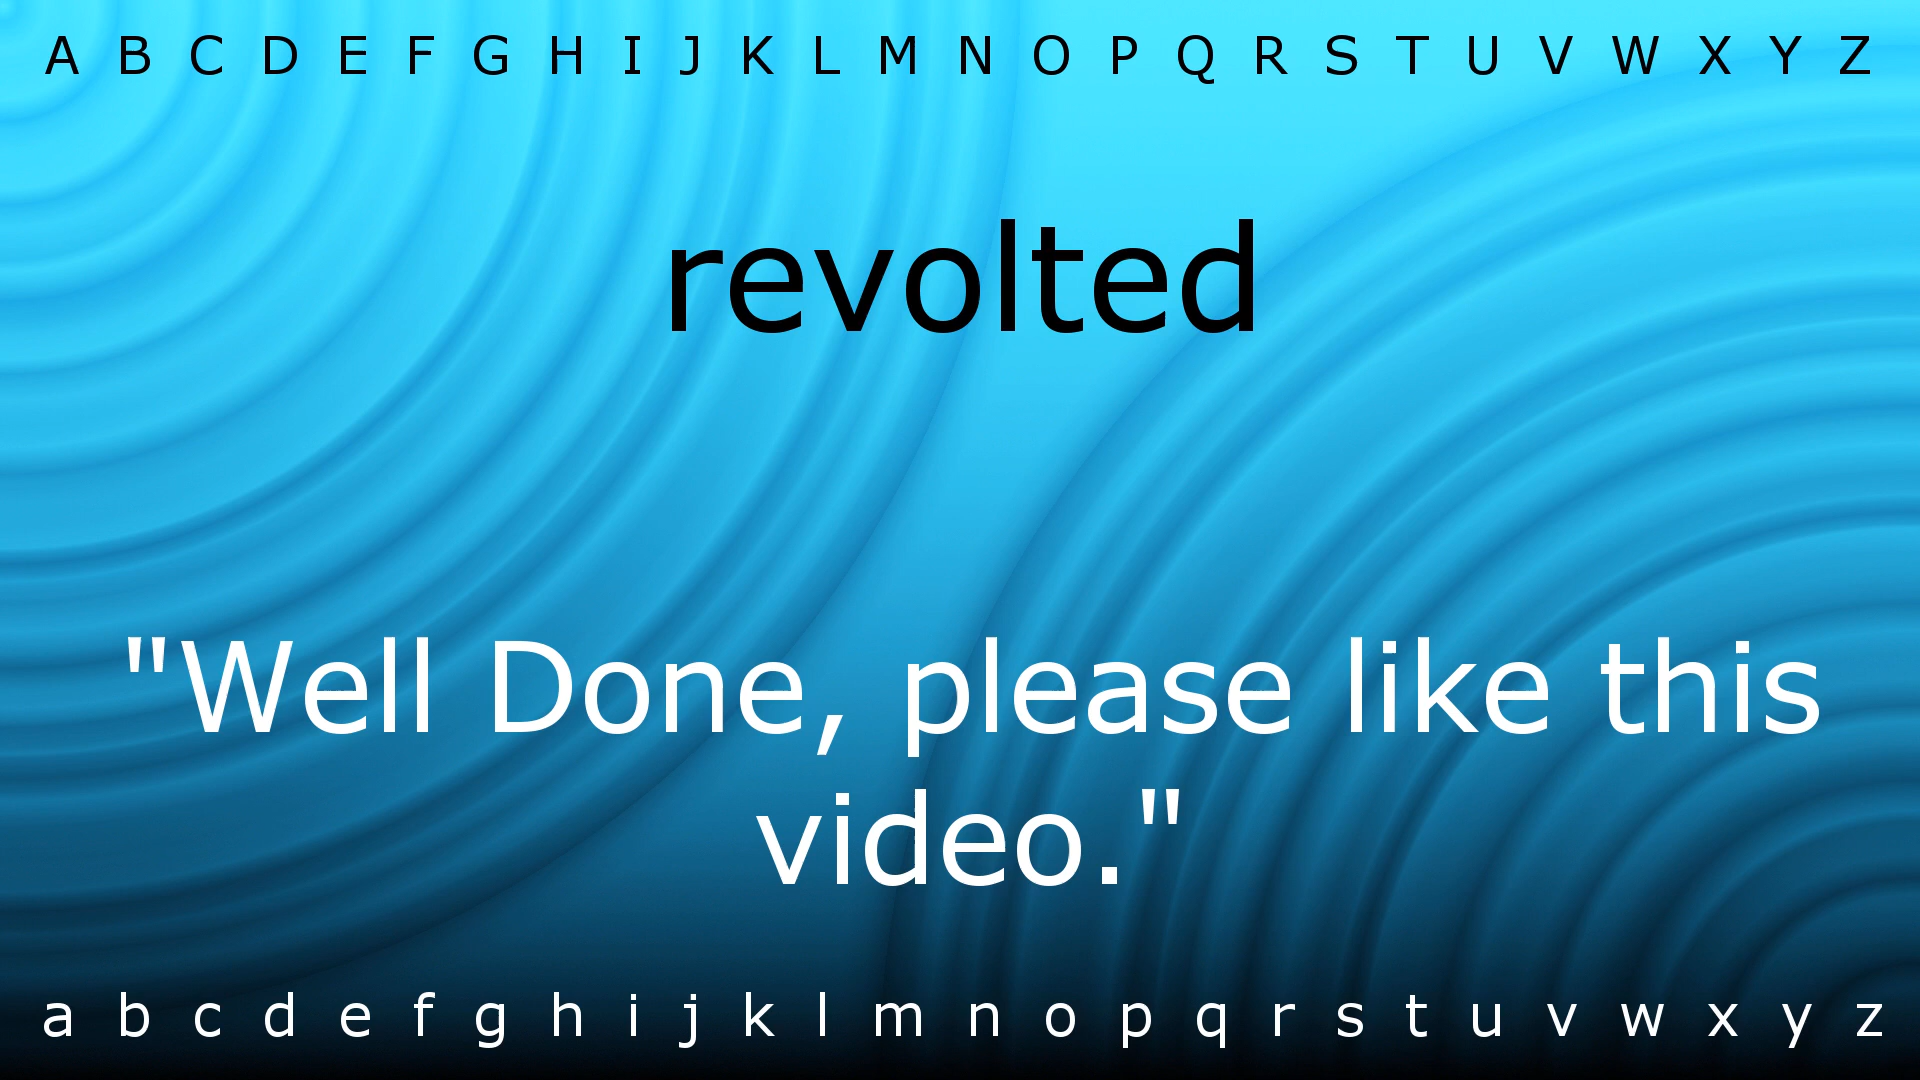 A B C D E F G H I J K L M N O P Q R S T U V W X Y Z
revolted
"Well Done, please like this
video."
a b c d e f g h i j k l m n o p q r s t u v w x y z